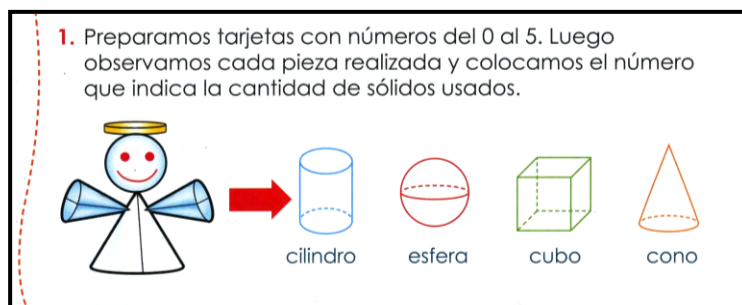 1. Preparamos tarjetas con números del 0 al 5. Luego
observamos cada pieza realizada y colocamos el número
que indica la cantidad de sólidos usados.
cilindro esfera cubo cono